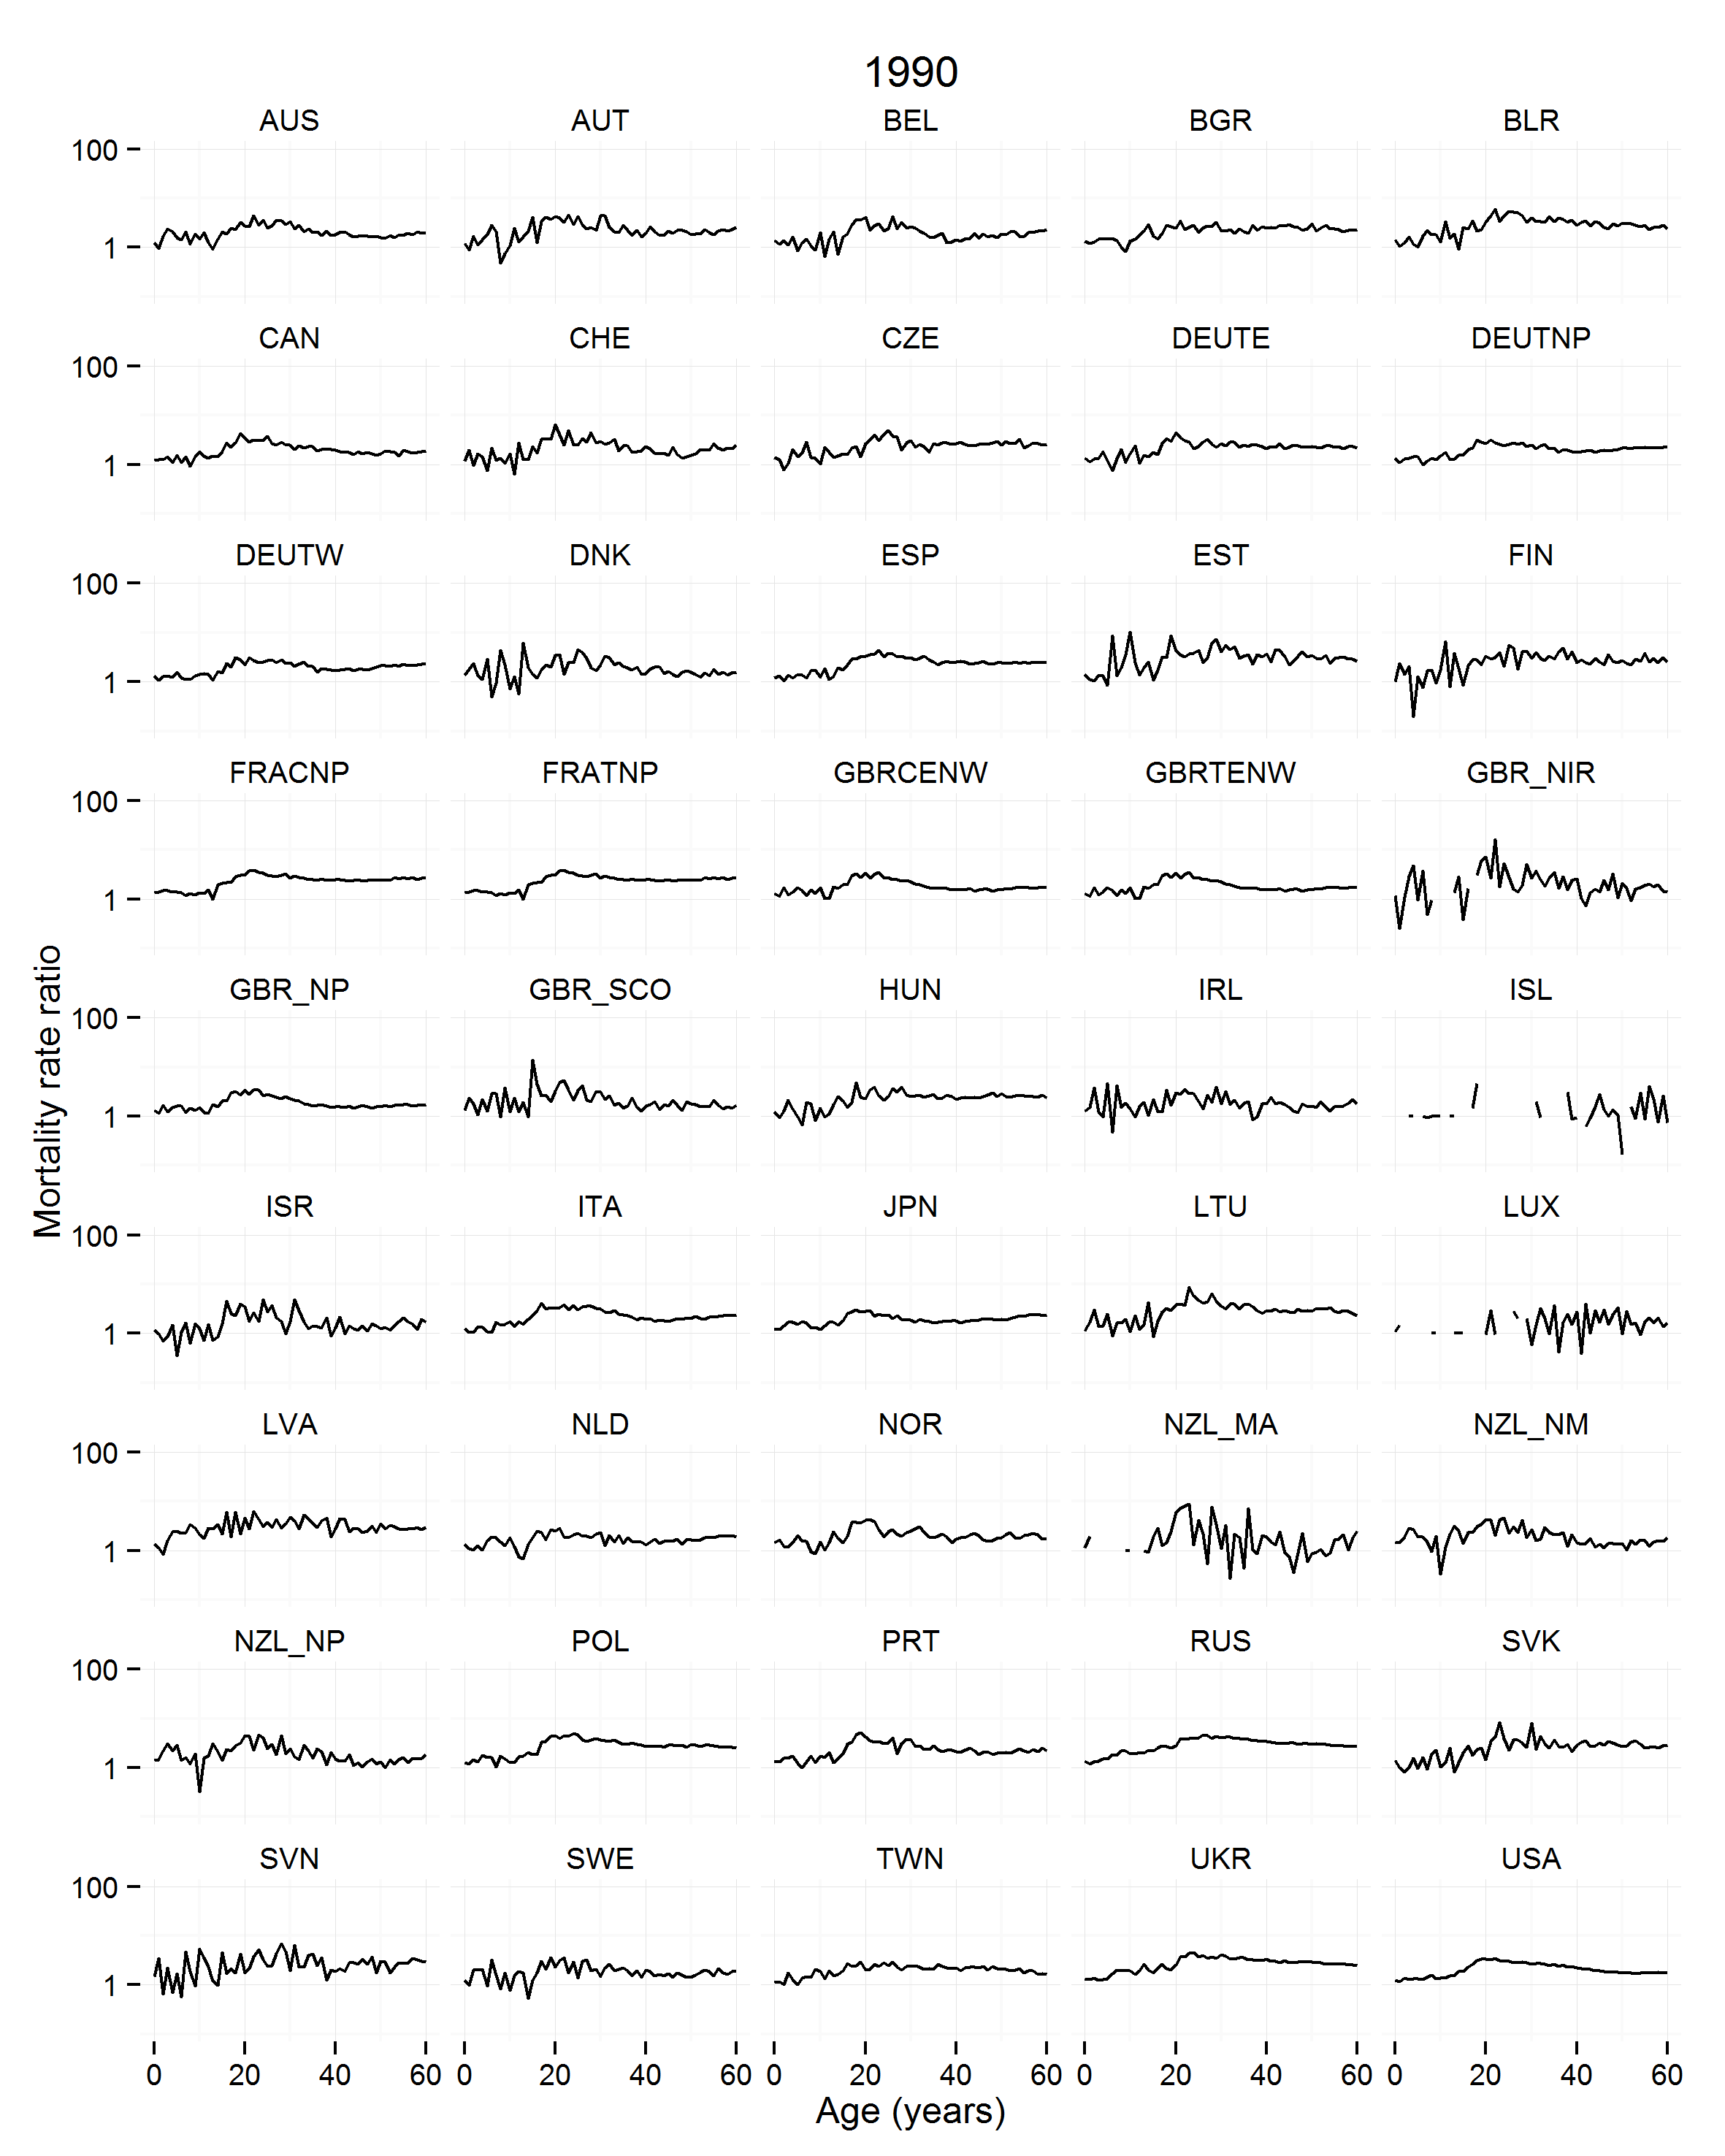 1990
AUS AUT BEL BGR BLR
100
1
CAN CHE CZE DEUTE DEUTNP
100
1
DEUTW DNK ESP EST FIN
100
1
FRACNP FRATNP GBRCENW GBRTENW GBR_NIR
100
1
GBR_NP GBR_SCO HUN IRL ISL
100
1
ISR ITA JPN LTU LUX
100
1
LVA NLD NOR NZL_MA NZL_NM
100
1
NZL_NP POL PRT RUS SVK
100
1
SVN SWE TWN UKR USA
100
1
0 20 40 60 0 20 40 60 0 20 40 60 0 20 40 60 0 20 40 60
Age (years)
Mortality rate ratio